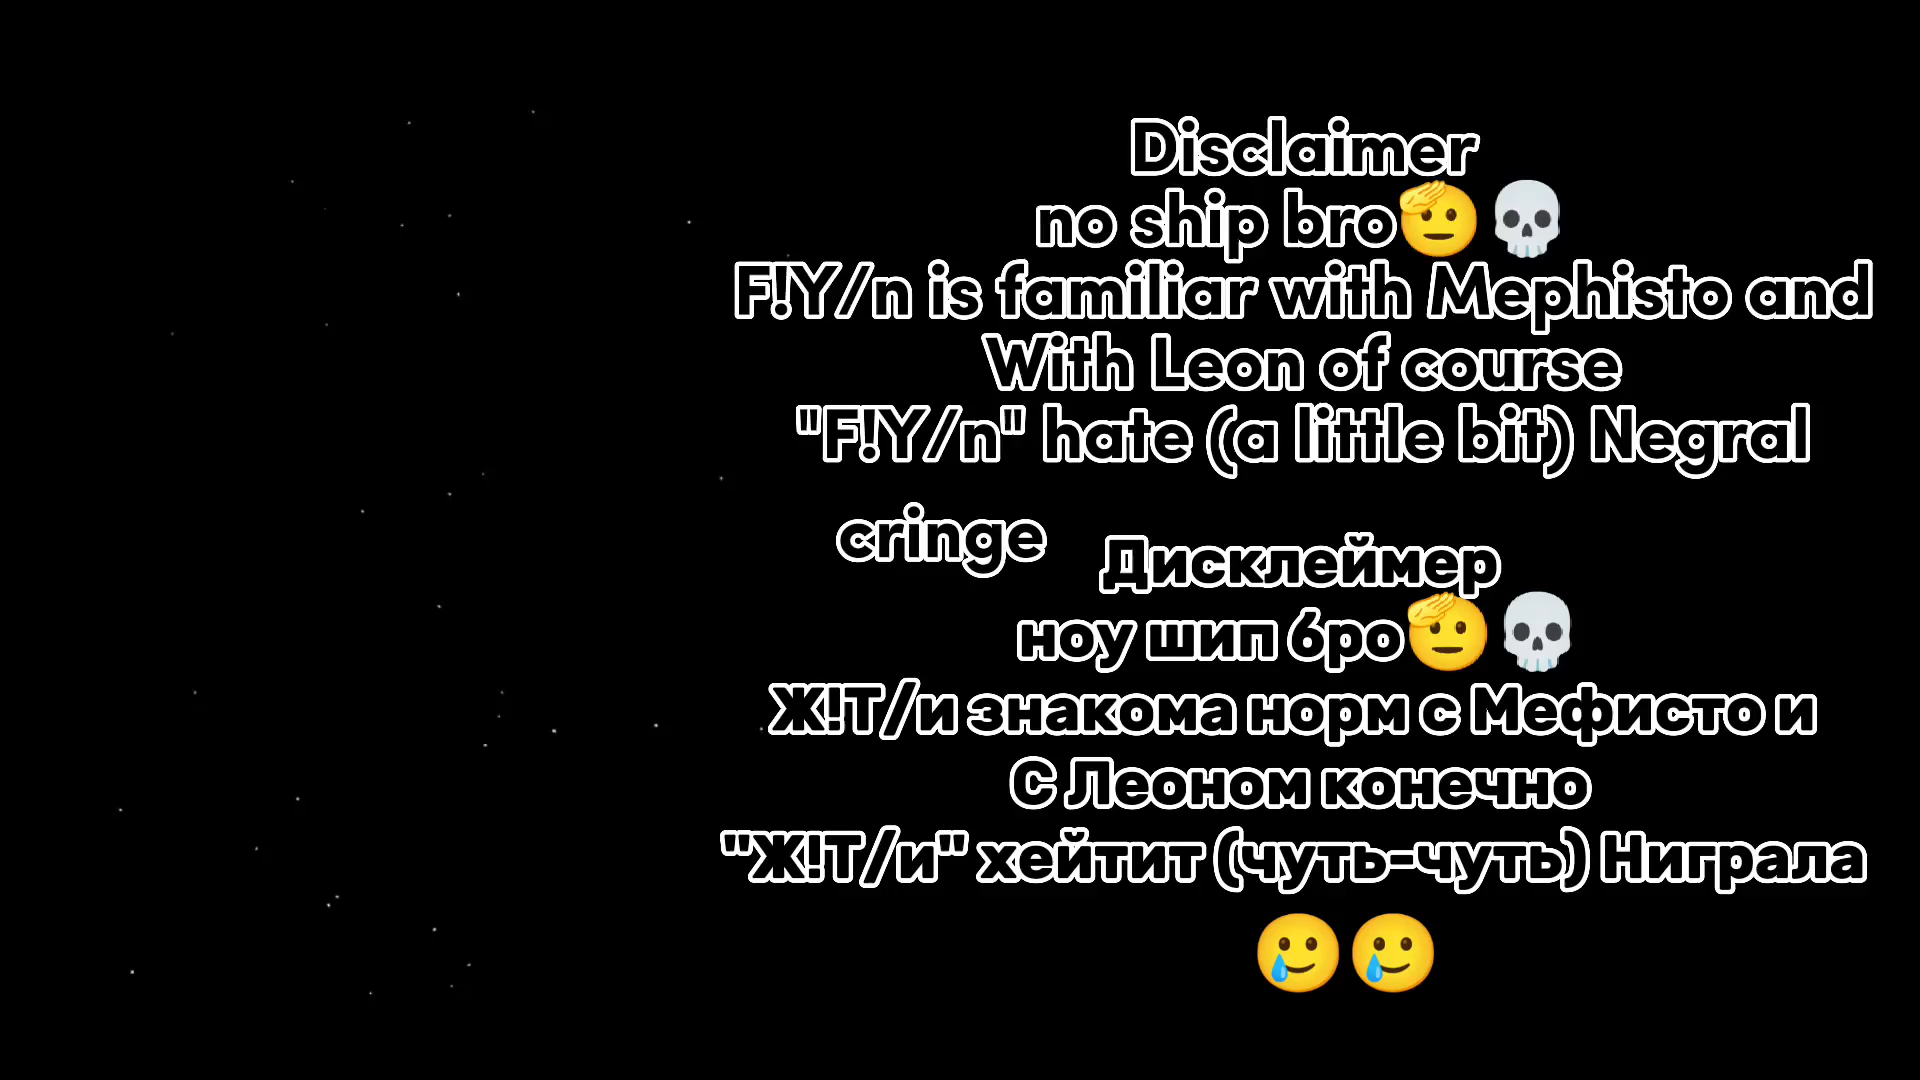 Disclaimer
no ship bro🫡💀
F!Y/n is familiar with Mephisto and
With Leon of course
"F!Y/n" hate (a little bit) Negral
cringe
Дисклеймер
ноу шип бро🫡💀
Ж!Т/и знакома норм с Мефисто и
С Леоном конечно
"Ж!Т/и" хейтит (чуть-чуть) Ниграла
🥲🥲